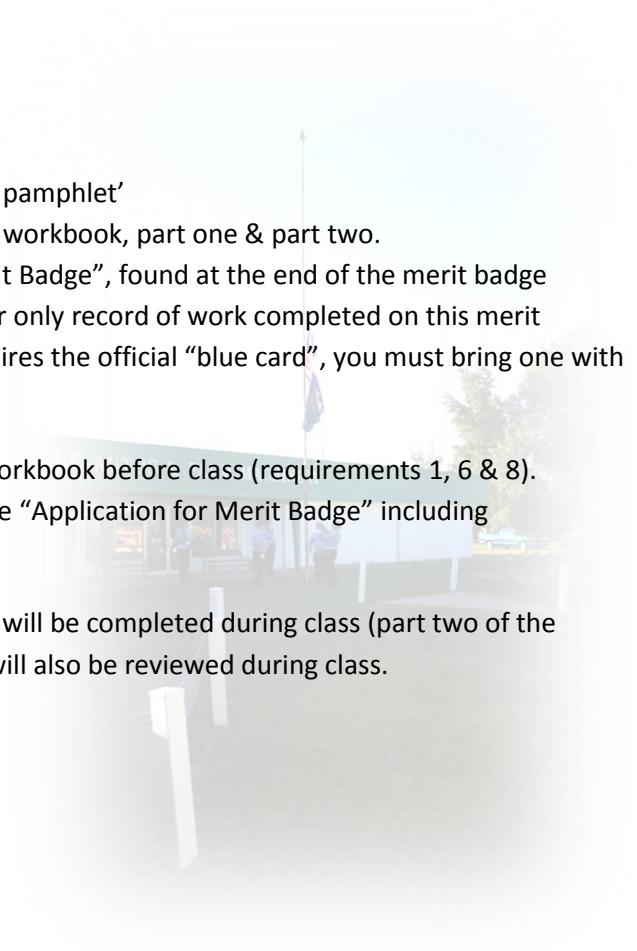 pamphlet’
workbook, part one & part two.
t Badge”, found at the end of the merit badge
r only record of work completed on this merit
ires the official “blue card”, you must bring one with
orkbook before class (requirements 1, 6 & 8).
e “Application for Merit Badge” including
will be completed during class (part two of the
vill also be reviewed during class.